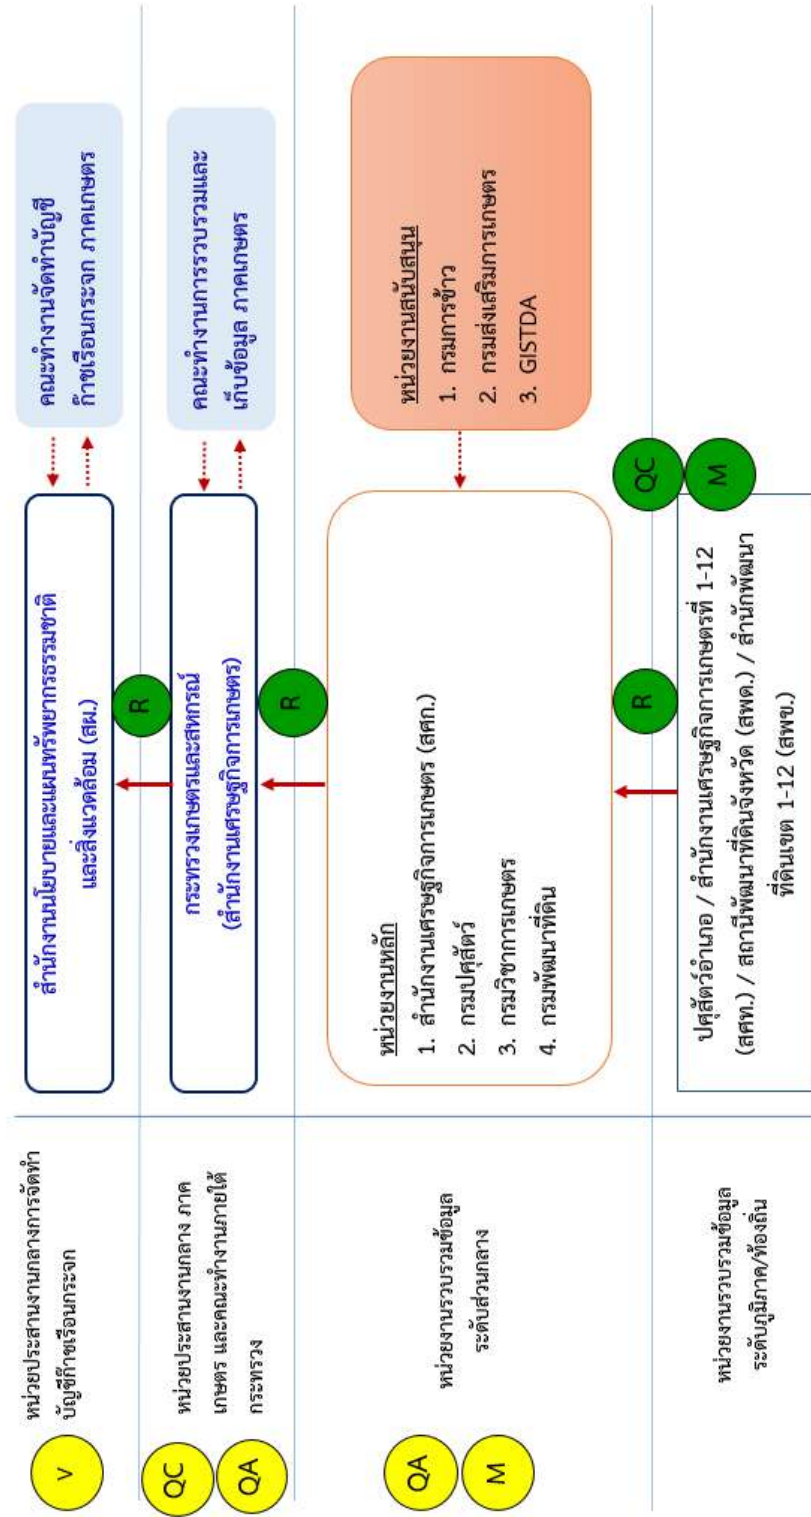 V
หน่วยประสานงานกลางการจัดทำ
บัญชีก๊าซเรือนกระจก
สำนักงานนโยบายและแผนทรัพยากรธรรมชาติ
และสิ่งแวดล้อม (สผ.)
คณะทำงานจัดทำบัญชี
ก๊าซเรือนกระจก ภาคเกษตร
R
QC
QA
หน่วยประสานงานกลาง ภาค
เกษตร และคณะทำงานภายใต้
กระทรวง
กระทรวงเกษตรและสหกรณ์
(สำนักงานเศรษฐกิจการเกษตร)
คณะทำงานการรวบรวมและ
เก็บข้อมูล ภาคเกษตร
R
QA
M
หน่วยงานรวบรวมข้อมูล
ระดับส่วนกลาง
หน่วยงานหลัก
1. สำนักงานเศรษฐกิจการเกษตร (สศก.)
2. กรมปศุสัตว์
3. กรมวิชาการเกษตร
4. กรมพัฒนาที่ดิน
หน่วยงานสนับสนุน
1. กรมการข้าว
2. กรมส่งเสริมการเกษตร
3. GISTDA
R
QC
M
หน่วยงานรวบรวมข้อมูล
ระดับภูมิภาค/ท้องถิ่น
ปศุสัตว์อำเภอ / สำนักงานเศรษฐกิจการเกษตรที่ 1-12
(สศท.) / สถานีพัฒนาที่ดินจังหวัด (สพด.) / สำนักพัฒนา
ที่ดินเขต 1-12 (สพข.)